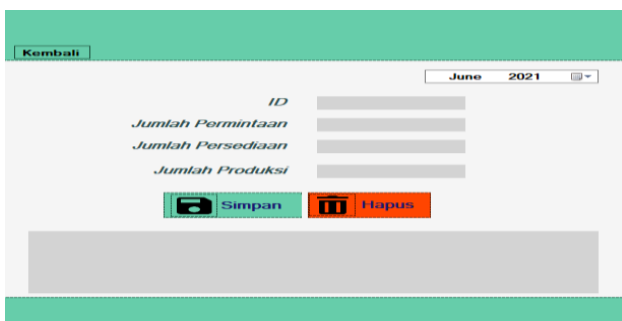 Kembali
June 2021
ID
Jumlah Permintaan
Jumlah Persediaan
Jumlah Produksi
Simpan Hapus